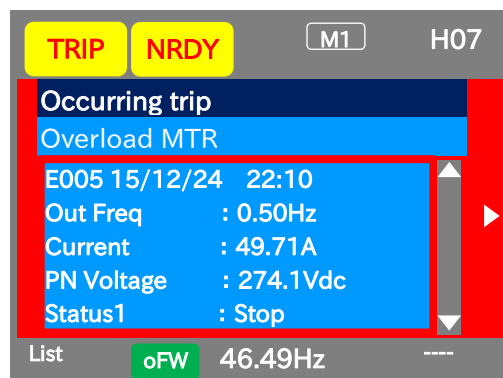 TRIP NRDY M1 H07
Occurring trip
Overload MTR
E005 15/12/24 22:10
Out Freq : 0.50Hz
Current : 49.71A
PN Voltage : 274.1Vdc
Status1 : Stop
List oFW 46.49Hz ----